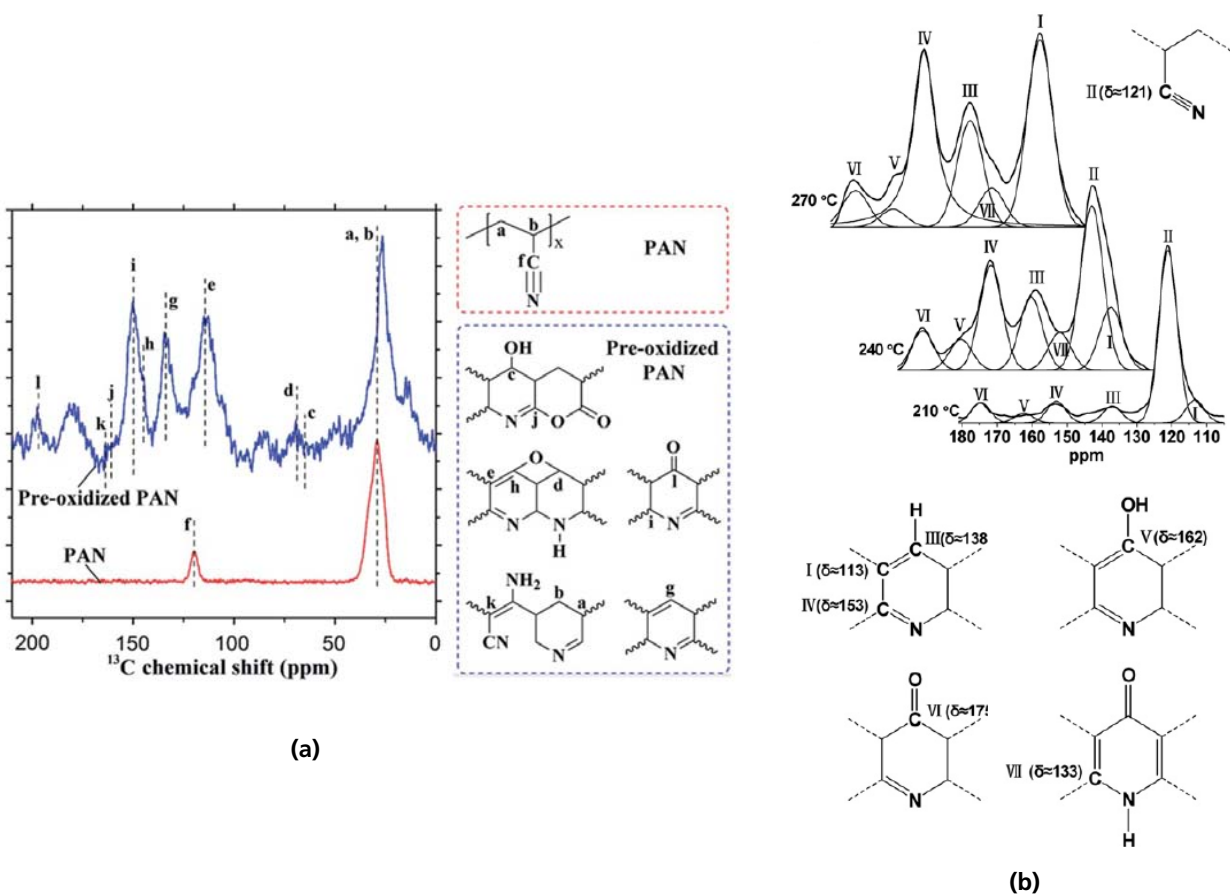 a, b
i
g
e
h
l
j
k
d
c
Pre-oxidized PAN
f
PAN
200 150 100 50 0
¹³C chemical shift (ppm)
a b x
f C
N
PAN
OH
c
Pre-oxidized
PAN
N j O O
O
e h d
N N
H
O
l
i N
NH₂
k b a
CN
N
g
N
(a)
I
IV
III
V
VI
VII
270 °C
II (δ≈121) C
N
II
IV
III
VI
V
VII
I
240 °C
II
VI
V
IV
III
I
210 °C
180 170 160 150 140 130 120 110
ppm
H
III(δ≈138
C
I (δ≈113) C
IV(δ≈153) C
N
OH
V(δ≈162)
C
N
O
VI (δ≈175
C
N
O
VII (δ≈133)
C
N
H
(b)